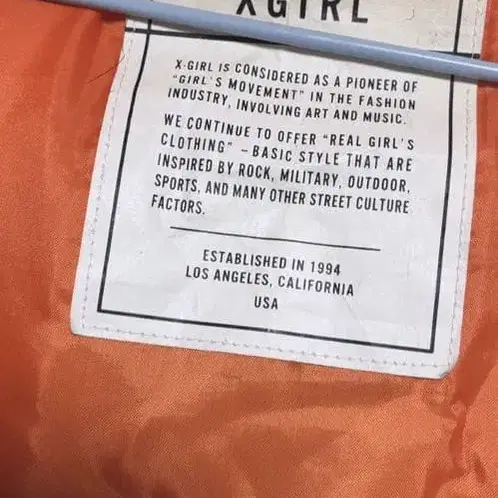 X-GIRL
X-GIRL IS CONSIDERED AS A PIONEER OF
"GIRL'S MOVEMENT" IN THE FASHION
INDUSTRY, INVOLVING ART AND MUSIC.
WE CONTINUE TO OFFER "REAL GIRL'S
CLOTHING" - BASIC STYLE THAT ARE
INSPIRED BY ROCK, MILITARY, OUTDOOR,
SPORTS, AND MANY OTHER STREET CULTURE
FACTORS.
ESTABLISHED IN 1994
LOS ANGELES, CALIFORNIA
USA